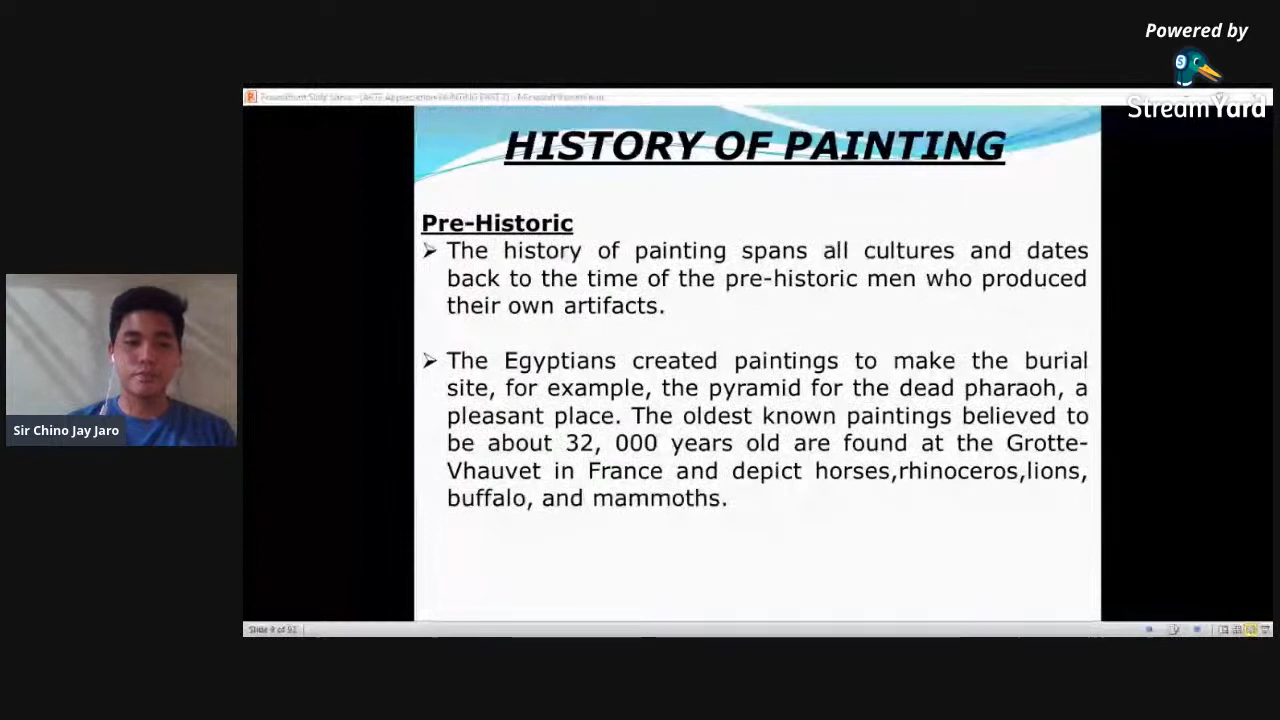 Powered by
StreamYard
HISTORY OF PAINTING
Pre-Historic
➢ The history of painting spans all cultures and dates
back to the time of the pre-historic men who produced
their own artifacts.
➢ The Egyptians created paintings to make the burial
site, for example, the pyramid for the dead pharaoh, a
pleasant place. The oldest known paintings believed to
be about 32, 000 years old are found at the Grotte-
Vhauvet in France and depict horses,rhinoceros,lions,
buffalo, and mammoths.
Sir Chino Jay Jaro